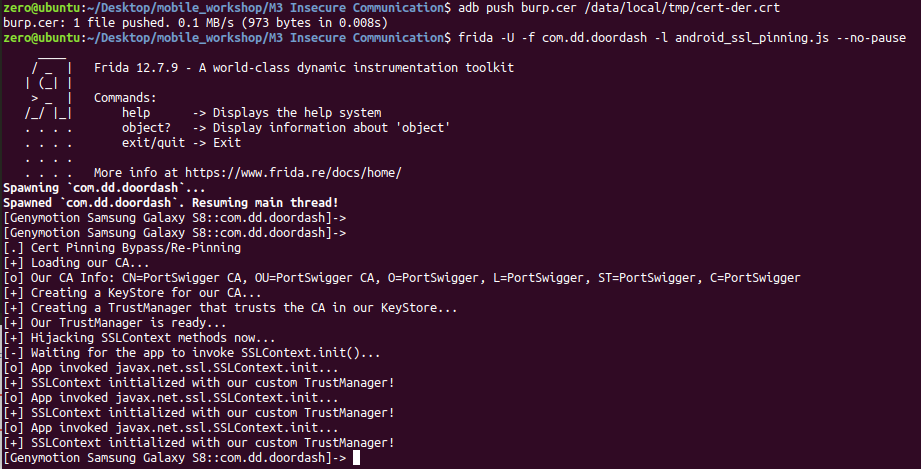 zero@ubuntu:~/Desktop/mobile_workshop/M3 Insecure Communication$ adb push burp.cer /data/local/tmp/cert-der.crt
burp.cer: 1 file pushed. 0.1 MB/s (973 bytes in 0.008s)
zero@ubuntu:~/Desktop/mobile_workshop/M3 Insecure Communication$ frida -U -f com.dd.doordash -l android_ssl_pinning.js --no-pause
     ____
    / _  |   Frida 12.7.9 - A world-class dynamic instrumentation toolkit
   | (_| |
    > _  |   Commands:
   /_/ |_|       help      -> Displays the help system
   . . . .       object?   -> Display information about 'object'
   . . . .       exit/quit -> Exit
   . . . .
   . . . .   More info at https://www.frida.re/docs/home/
Spawning `com.dd.doordash`...
Spawned `com.dd.doordash`. Resuming main thread!
[Genymotion Samsung Galaxy S8::com.dd.doordash]->
[Genymotion Samsung Galaxy S8::com.dd.doordash]->
[.] Cert Pinning Bypass/Re-Pinning
[+] Loading our CA...
[o] Our CA Info: CN=PortSwigger CA, OU=PortSwigger CA, O=PortSwigger, L=PortSwigger, ST=PortSwigger, C=PortSwigger
[+] Creating a KeyStore for our CA...
[+] Creating a TrustManager that trusts the CA in our KeyStore...
[+] Our TrustManager is ready...
[+] Hijacking SSLContext methods now...
[-] Waiting for the app to invoke SSLContext.init()...
[o] App invoked javax.net.ssl.SSLContext.init...
[+] SSLContext initialized with our custom TrustManager!
[o] App invoked javax.net.ssl.SSLContext.init...
[+] SSLContext initialized with our custom TrustManager!
[o] App invoked javax.net.ssl.SSLContext.init...
[+] SSLContext initialized with our custom TrustManager!
[Genymotion Samsung Galaxy S8::com.dd.doordash]->